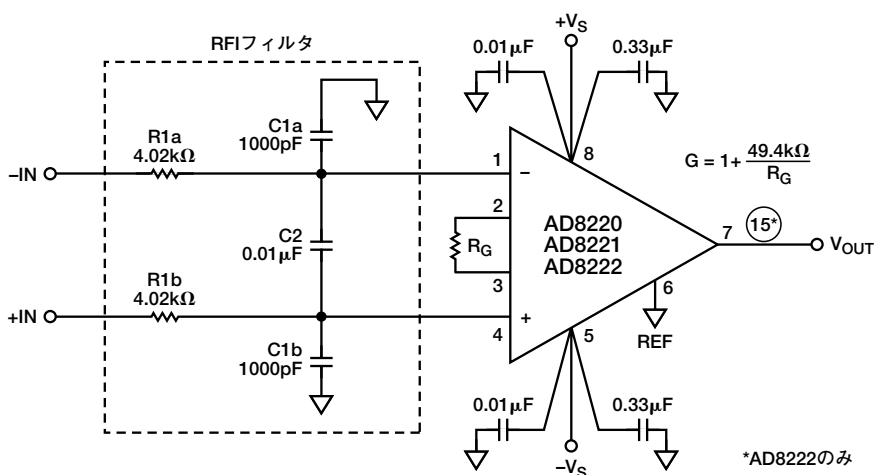 RFIフィルタ
+VS
0.01μF
0.33μF
C1a
1000pF
R1a
4.02kΩ
–IN
1
–
8
G = 1 + 49.4kΩ
RG
2
RG
3
C2
0.01μF
AD8220
AD8221
AD8222
7
15*
VOUT
R1b
4.02kΩ
+IN
4
+
5
6
REF
C1b
1000pF
0.01μF
0.33μF
–VS
*AD8222のみ